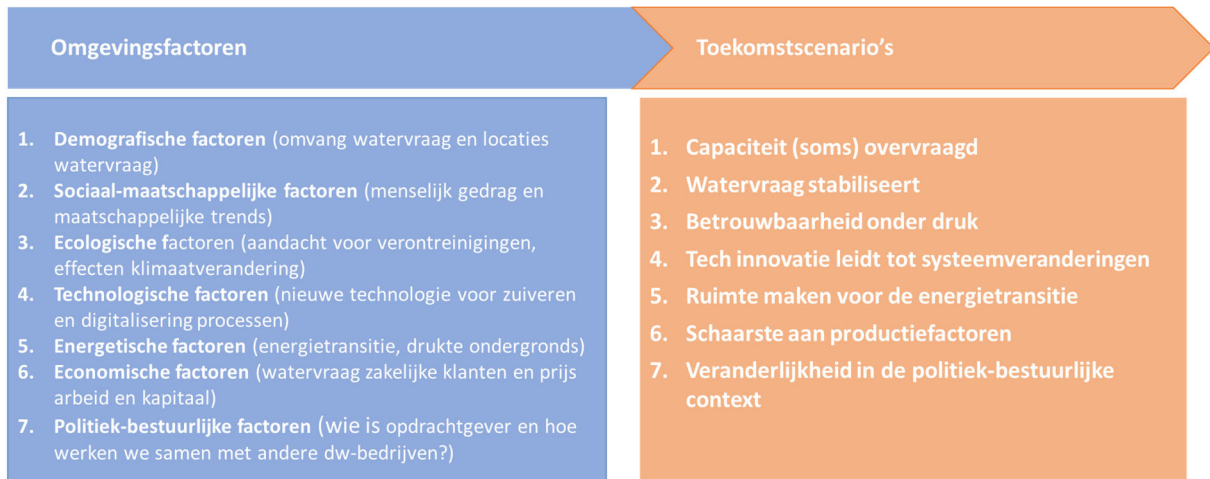 Omgevingsfactoren
Toekomstscenario's
1. Demografische factoren (omvang watervraag en locaties
watervraag)
2. Sociaal-maatschappelijke factoren (menselijk gedrag en
maatschappelijke trends)
3. Ecologische factoren (aandacht voor verontreinigingen,
effecten klimaatverandering)
4. Technologische factoren (nieuwe technologie voor zuiveren
en digitalisering processen)
5. Energetische factoren (energietransitie, drukte ondergronds)
6. Economische factoren (watervraag zakelijke klanten en prijs
arbeid en kapitaal)
7. Politiek-bestuurlijke factoren (wie is opdrachtgever en hoe
werken we samen met andere dw-bedrijven?)
1. Capaciteit (soms) overvraagd
2. Watervraag stabiliseert
3. Betrouwbaarheid onder druk
4. Tech innovatie leidt tot systeemveranderingen
5. Ruimte maken voor de energietransitie
6. Schaarste aan productiefactoren
7. Veranderlijkheid in de politiek-bestuurlijke
context